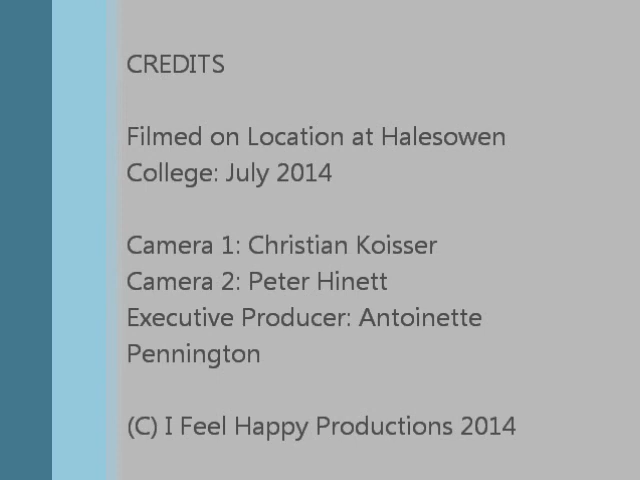 CREDITS
Filmed on Location at Halesowen
College: July 2014
Camera 1: Christian Koisser
Camera 2: Peter Hinett
Executive Producer: Antoinette
Pennington
(C) I Feel Happy Productions 2014